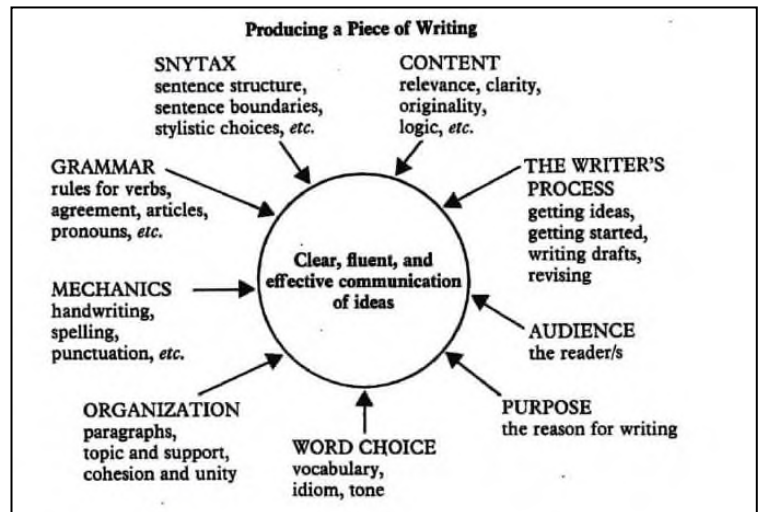 Producing a Piece of Writing
SNYTAX
sentence structure,
sentence boundaries,
stylistic choices, etc.
CONTENT
relevance, clarity,
originality,
logic, etc.
GRAMMAR
rules for verbs,
agreement, articles,
pronouns, etc.
THE WRITER'S
PROCESS
getting ideas,
getting started,
writing drafts,
revising
Clear, fluent, and
effective communication
of ideas
MECHANICS
handwriting,
spelling,
punctuation, etc.
AUDIENCE
the reader/s
ORGANIZATION
paragraphs,
topic and support,
cohesion and unity
WORD CHOICE
vocabulary,
idiom, tone
PURPOSE
the reason for writing